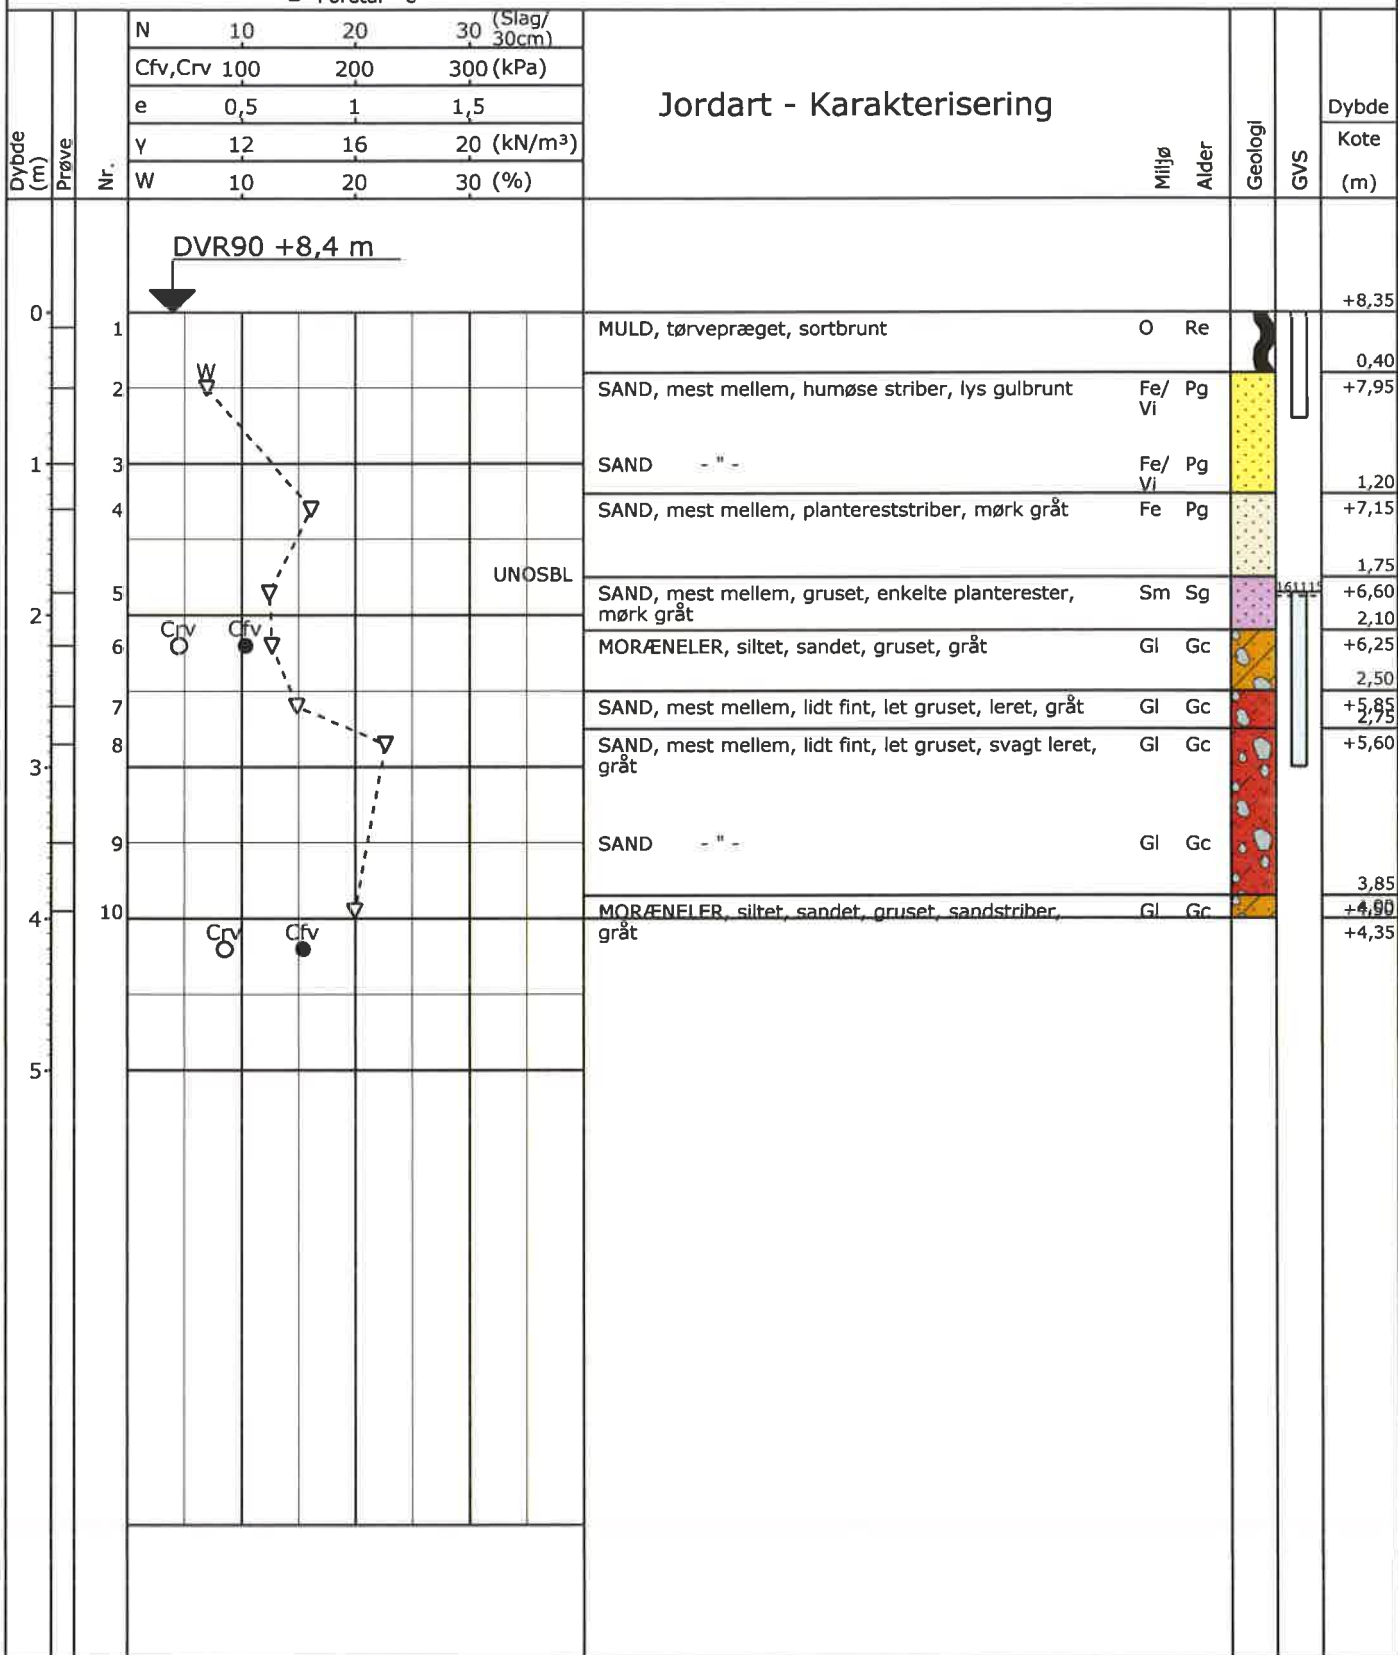 N 10 20 30 (Slag/30cm)
Cfv,Crv 100 200 300 (kPa)
e 0,5 1 1,5
γ 12 16 20 (kN/m³)
W 10 20 30 (%)
Dybde (m)
Prøve
Nr.
Jordart - Karakterisering
Miljø
Alder
Geologi
GVS
Dybde
Kote
(m)
DVR90 +8,4 m
+8,35
0
1 MULD, tørvepræget, sortbrunt O Re
0,40
W
2 SAND, mest mellem, humøse striber, lys gulbrunt Fe/ Pg +7,95
Vi
1 3 SAND - " - Fe/ Pg
Vi 1,20
4 SAND, mest mellem, plantereststriber, mørk gråt Fe Pg +7,15
1,75
UNOSBL
161115
5 SAND, mest mellem, gruset, enkelte planterester, Sm Sg +6,60
mørk gråt
2 2,10
Crv Cfv
6 MORÆNELER, siltet, sandet, gruset, gråt Gl Gc +6,25
2,50
7 SAND, mest mellem, lidt fint, let gruset, leret, gråt Gl Gc +5,85
2,75
8 SAND, mest mellem, lidt fint, let gruset, svagt leret, Gl Gc +5,60
gråt
3
9 SAND - " - Gl Gc
3,85
10 MORÆNELER, siltet, sandet, gruset, sandstriber, Gl Gc
gråt
4
Crv Cfv
+4,35
5